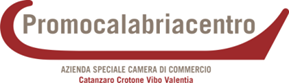 Promocalabriacentro
AZIENDA SPECIALE CAMERA DI COMMERCIO
Catanzaro Crotone Vibo Valentia